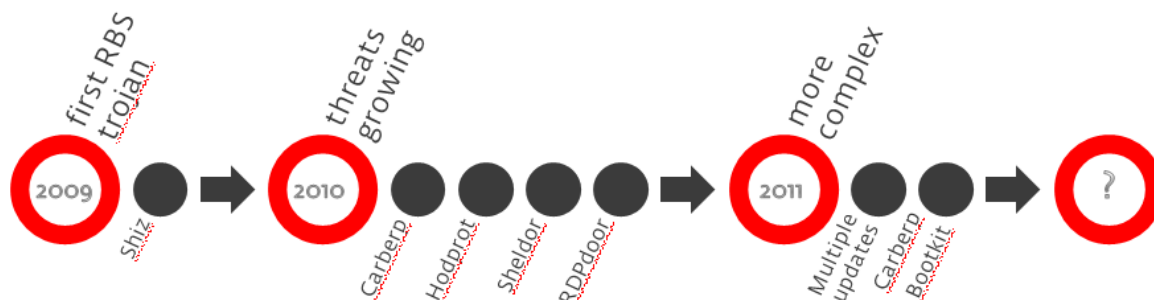 first RBS
trojan
2009
Shiz
threats
growing
2010
Carberp
Hodprot
Sheldor
RDPdoor
more
complex
2011
Multiple
updates
Carberp
Bootkit
?